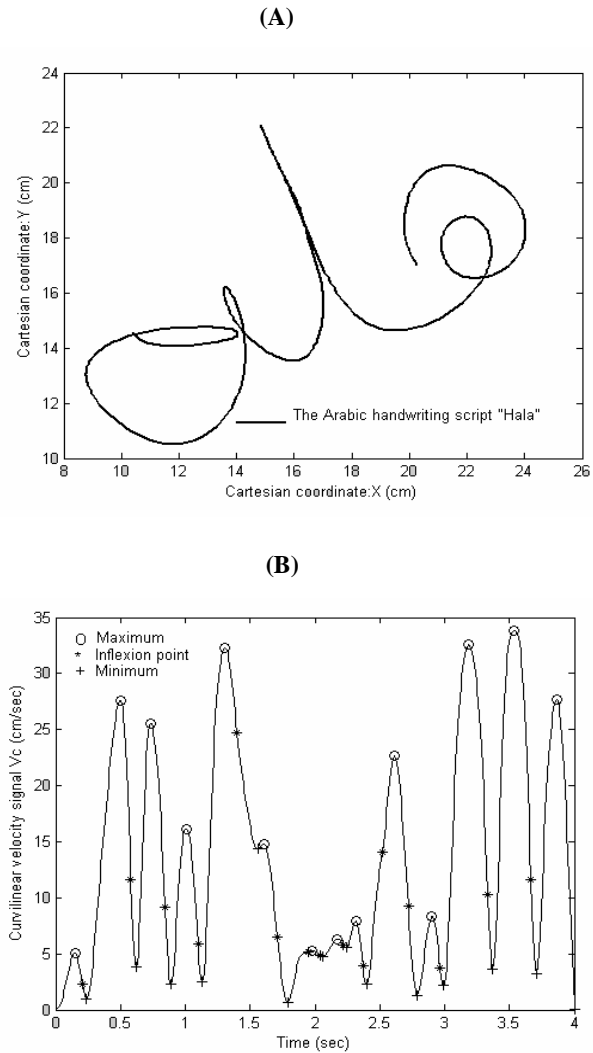 (A)
24
22
20
18
16
14
12
10
8 10 12 14 16 18 20 22 24 26
Cartesian coordinate:Y (cm)
The Arabic handwriting script "Hala"
Cartesian coordinate:X (cm)
(B)
35
30
25
20
15
10
5
0
0 0.5 1 1.5 2 2.5 3 3.5 4
Curvilinear velocity signal Vc (cm/sec)
Maximum
Inflexion point
Minimum
Time (sec)